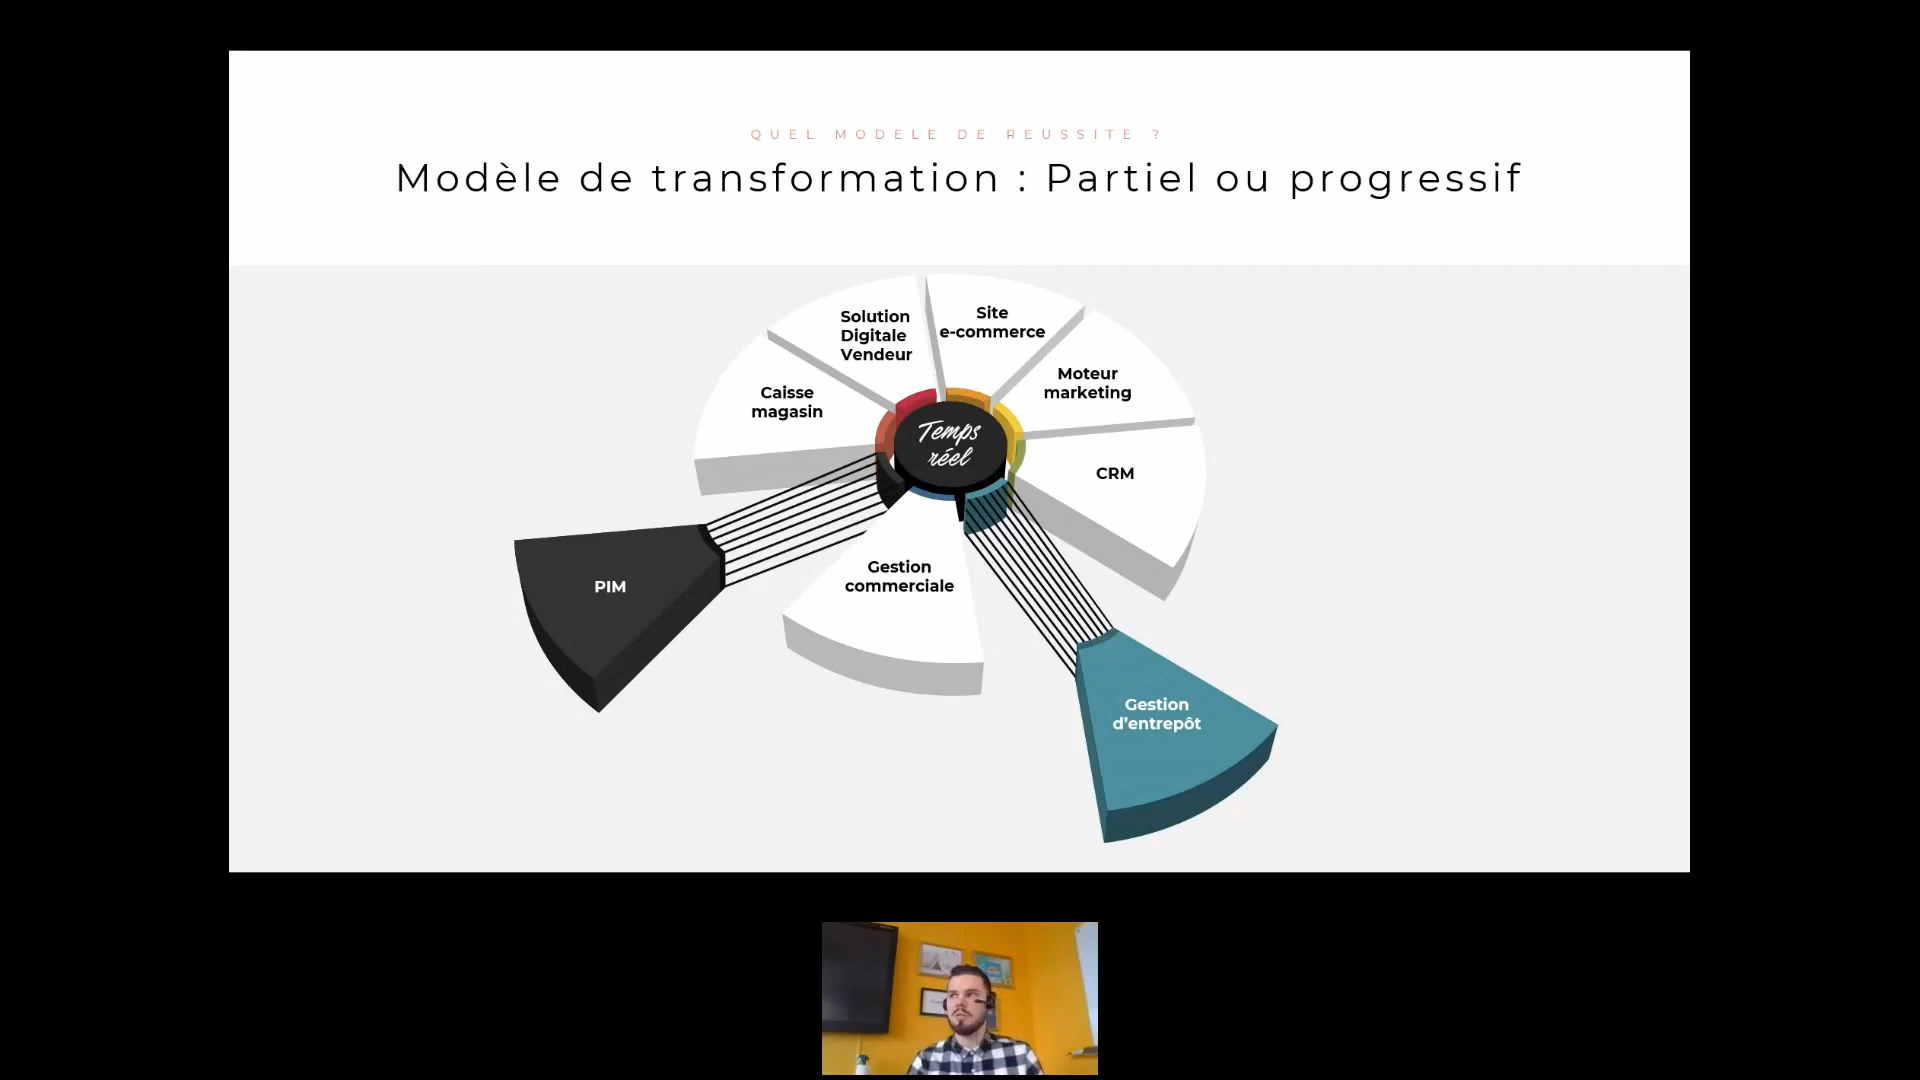 QUEL MODELE DE REUSSITE ?
Modèle de transformation : Partiel ou progressif
Solution
Digitale
Vendeur
Site
e-commerce
Caisse
magasin
Moteur
marketing
Temps
réel
CRM
PIM
Gestion
commerciale
Gestion
d'entrepôt